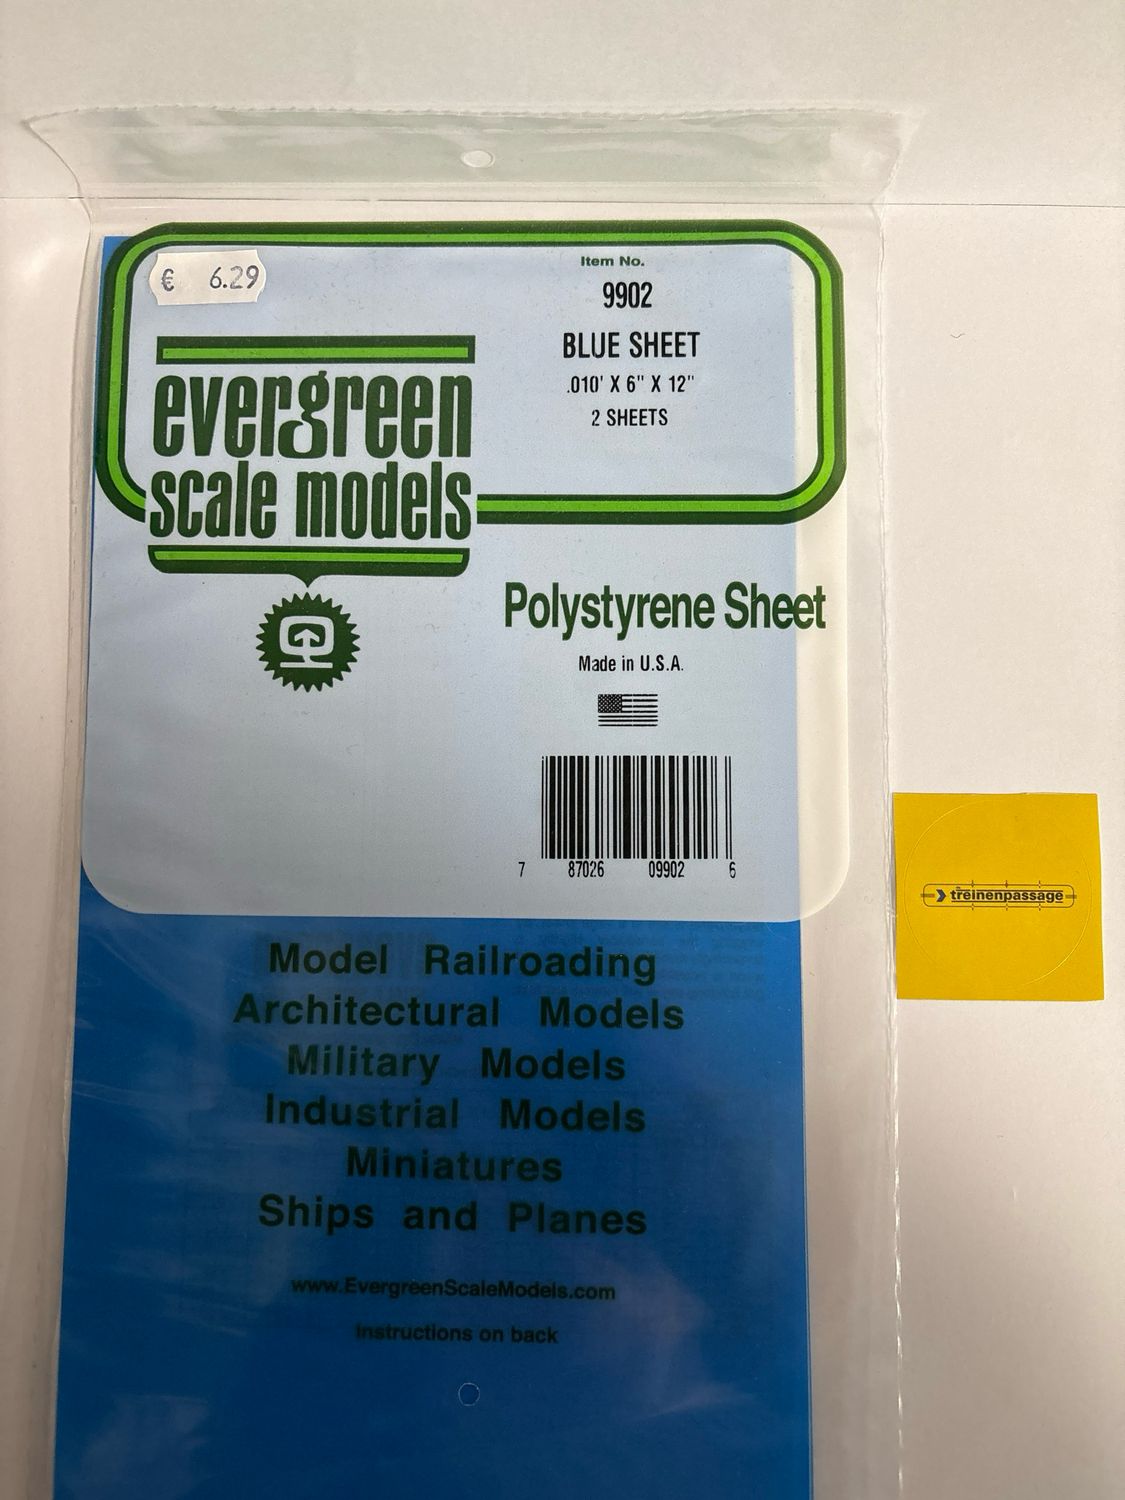 € 6.29
Item No.
9902
BLUE SHEET
.010' X 6" X 12"
2 SHEETS
evergreen
scale models
Polystyrene Sheet
Made in U.S.A.
7 87026 09902 6
de
treinenpassage
Model Railroading
Architectural Models
Military Models
Industrial Models
Miniatures
Ships and Planes
www.EvergreenScaleModels.com
Instructions on back